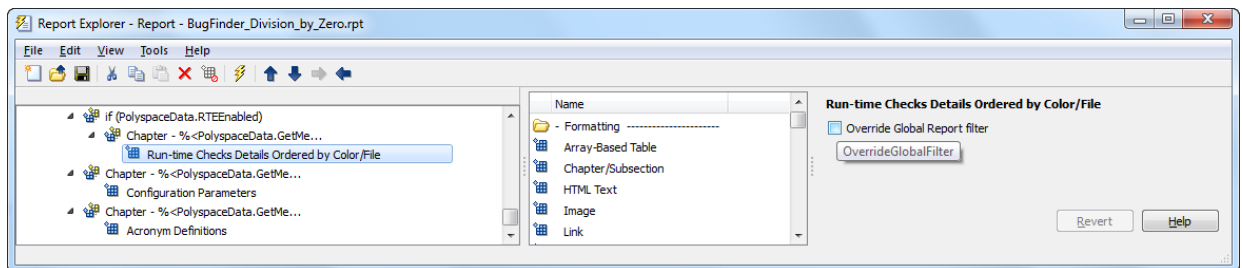 Report Explorer - Report - BugFinder_Division_by_Zero.rpt
File Edit View Tools Help
if (PolyspaceData.RTEEnabled)
Chapter - %<PolyspaceData.GetMe...
Run-time Checks Details Ordered by Color/File
Chapter - %<PolyspaceData.GetMe...
Configuration Parameters
Chapter - %<PolyspaceData.GetMe...
Acronym Definitions
Name
- Formatting ----------------------
Array-Based Table
Chapter/Subsection
HTML Text
Image
Link
Run-time Checks Details Ordered by Color/File
Override Global Report filter
OverrideGlobalFilter
Revert Help